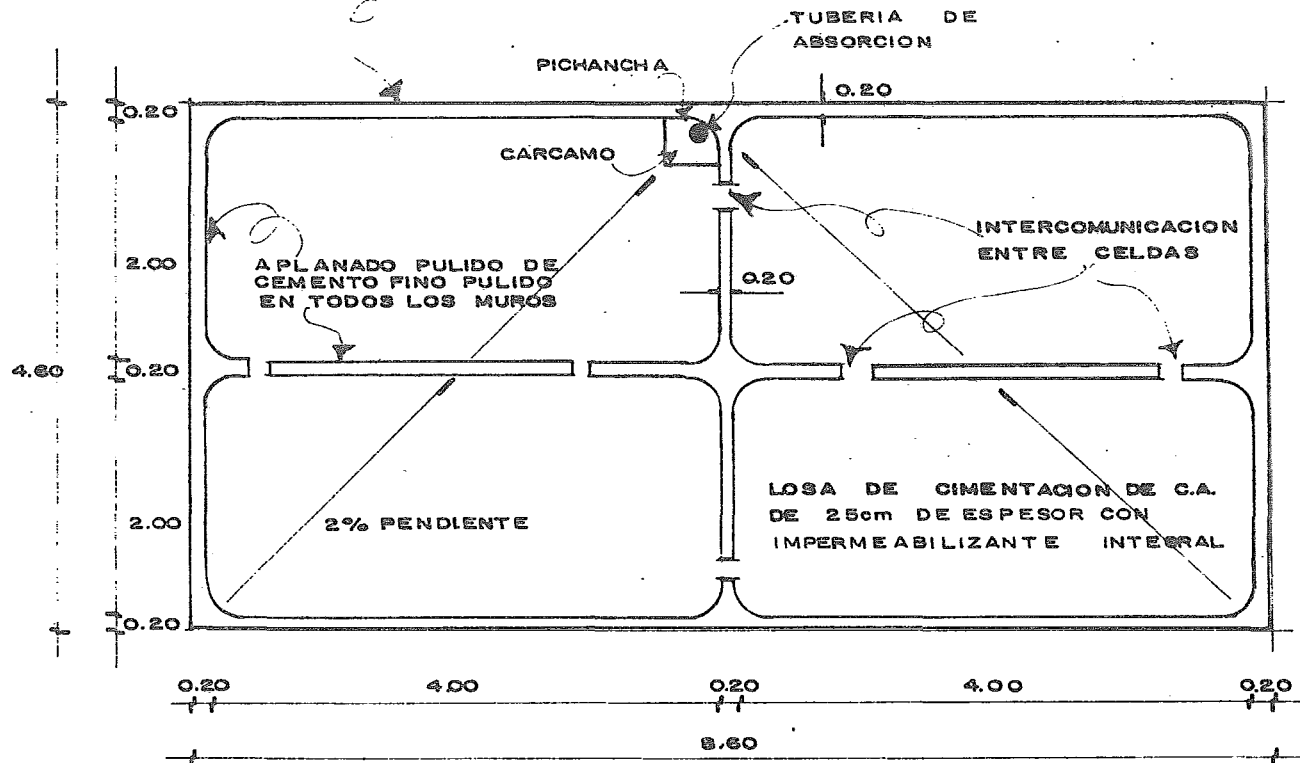 TUBERIA DE
ABSORCION
PICHANCHA
0.20
0.20
CARCAMO
INTERCOMUNICACION
ENTRE CELDAS
2.00
APLANADO PULIDO DE
CEMENTO FINO PULIDO
EN TODOS LOS MUROS
0.20
4.60
0.20
LOSA DE CIMENTACION DE C.A.
DE 25cm DE ESPESOR CON
IMPERMEABILIZANTE INTEGRAL
2.00
2% PENDIENTE
0.20
0.20 4.00 0.20 4.00 0.20
8.60